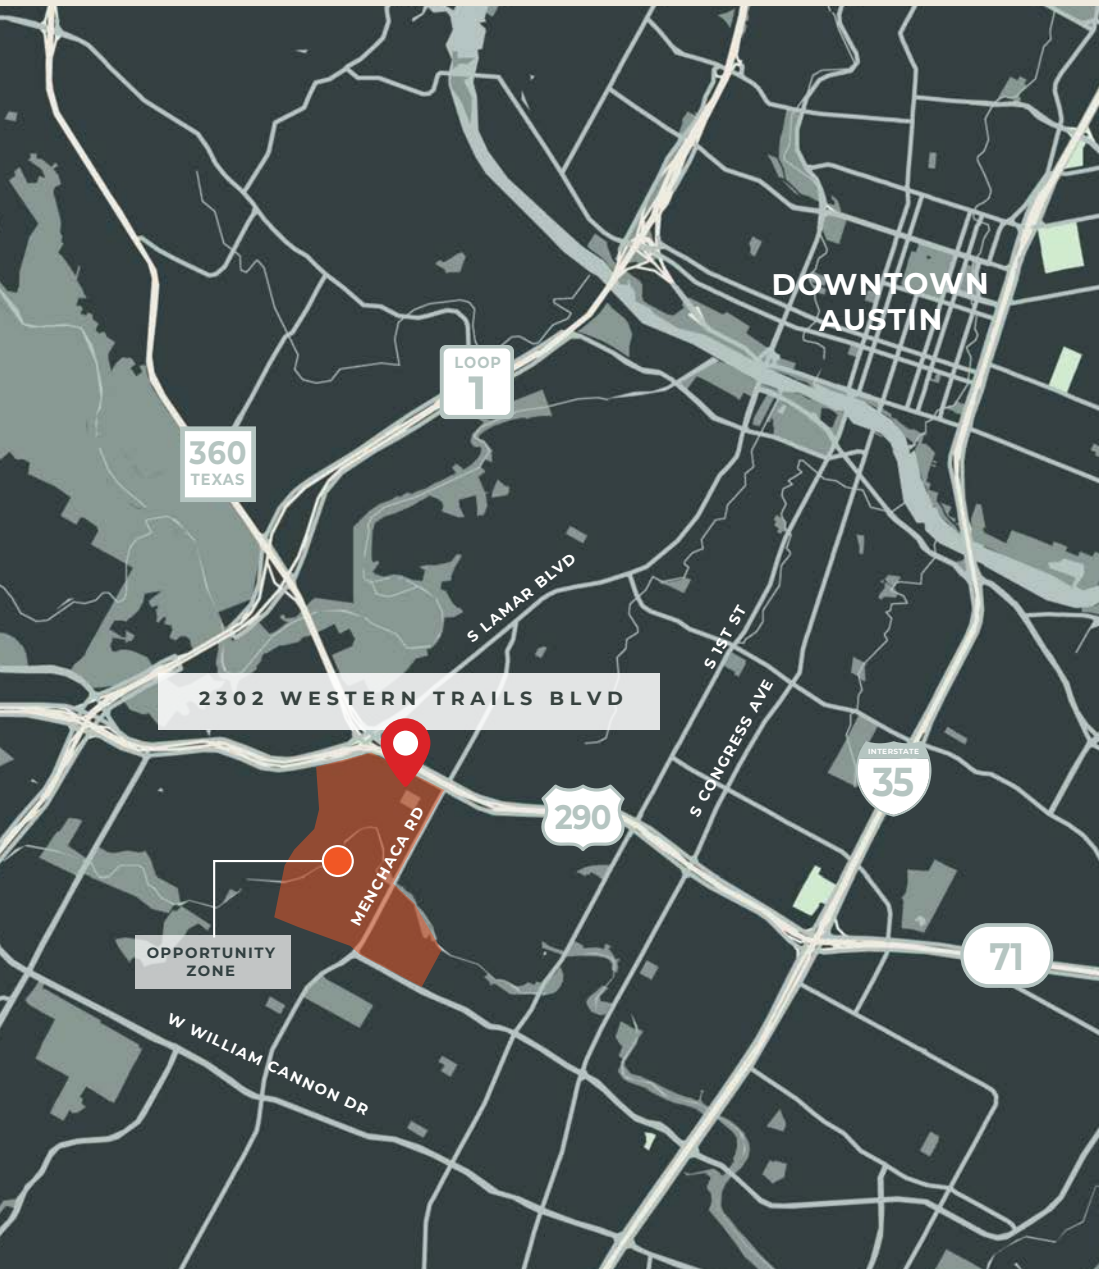 DOWNTOWN
AUSTIN
LOOP
1
360
TEXAS
S LAMAR BLVD
S 1ST ST
2302 WESTERN TRAILS BLVD
S CONGRESS AVE
INTERSTATE
35
290
MENCHACA RD
OPPORTUNITY
ZONE
71
W WILLIAM CANNON DR